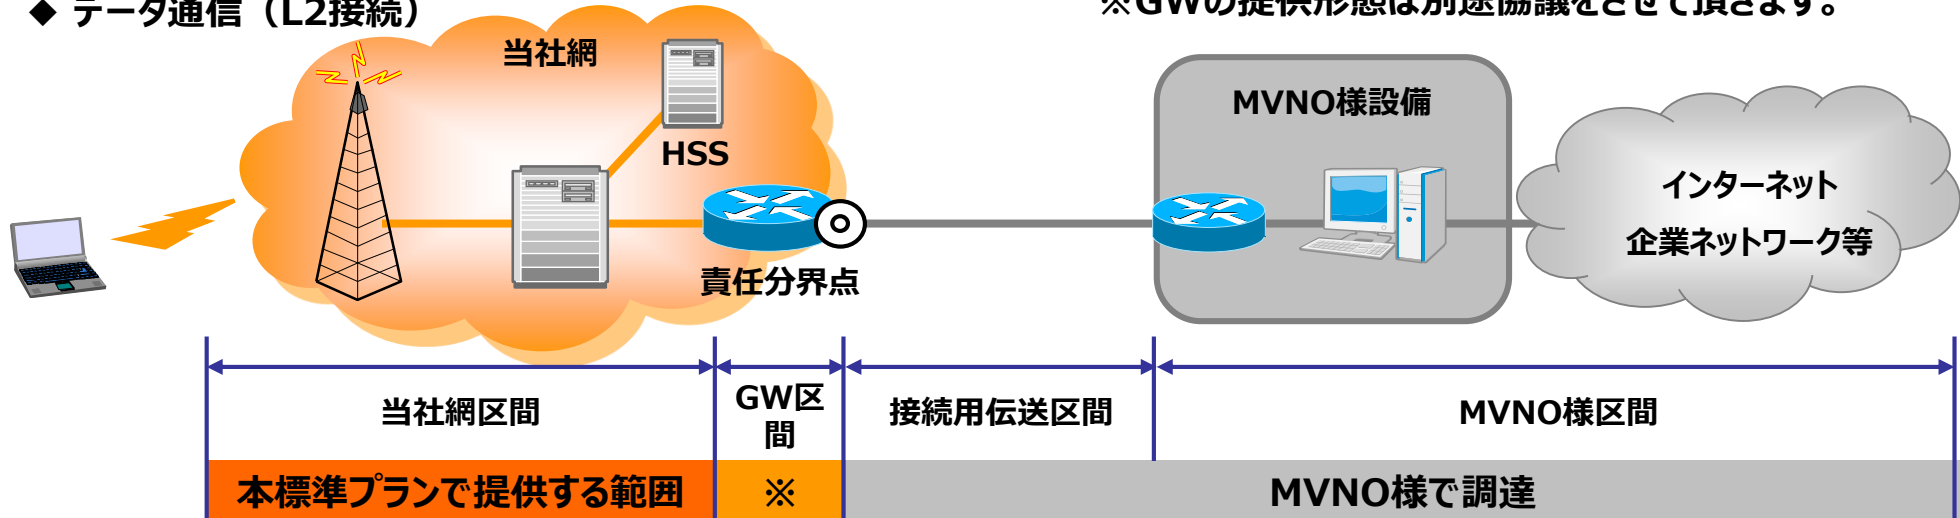 ◆ データ通信（L2接続）
※GWの提供形態は別途協議をさせて頂きます。
当社網
MVNO様設備
HSS
インターネット
企業ネットワーク等
責任分界点
当社網区間
GW区
間
接続用伝送区間
MVNO様区間
本標準プランで提供する範囲
※
MVNO様で調達